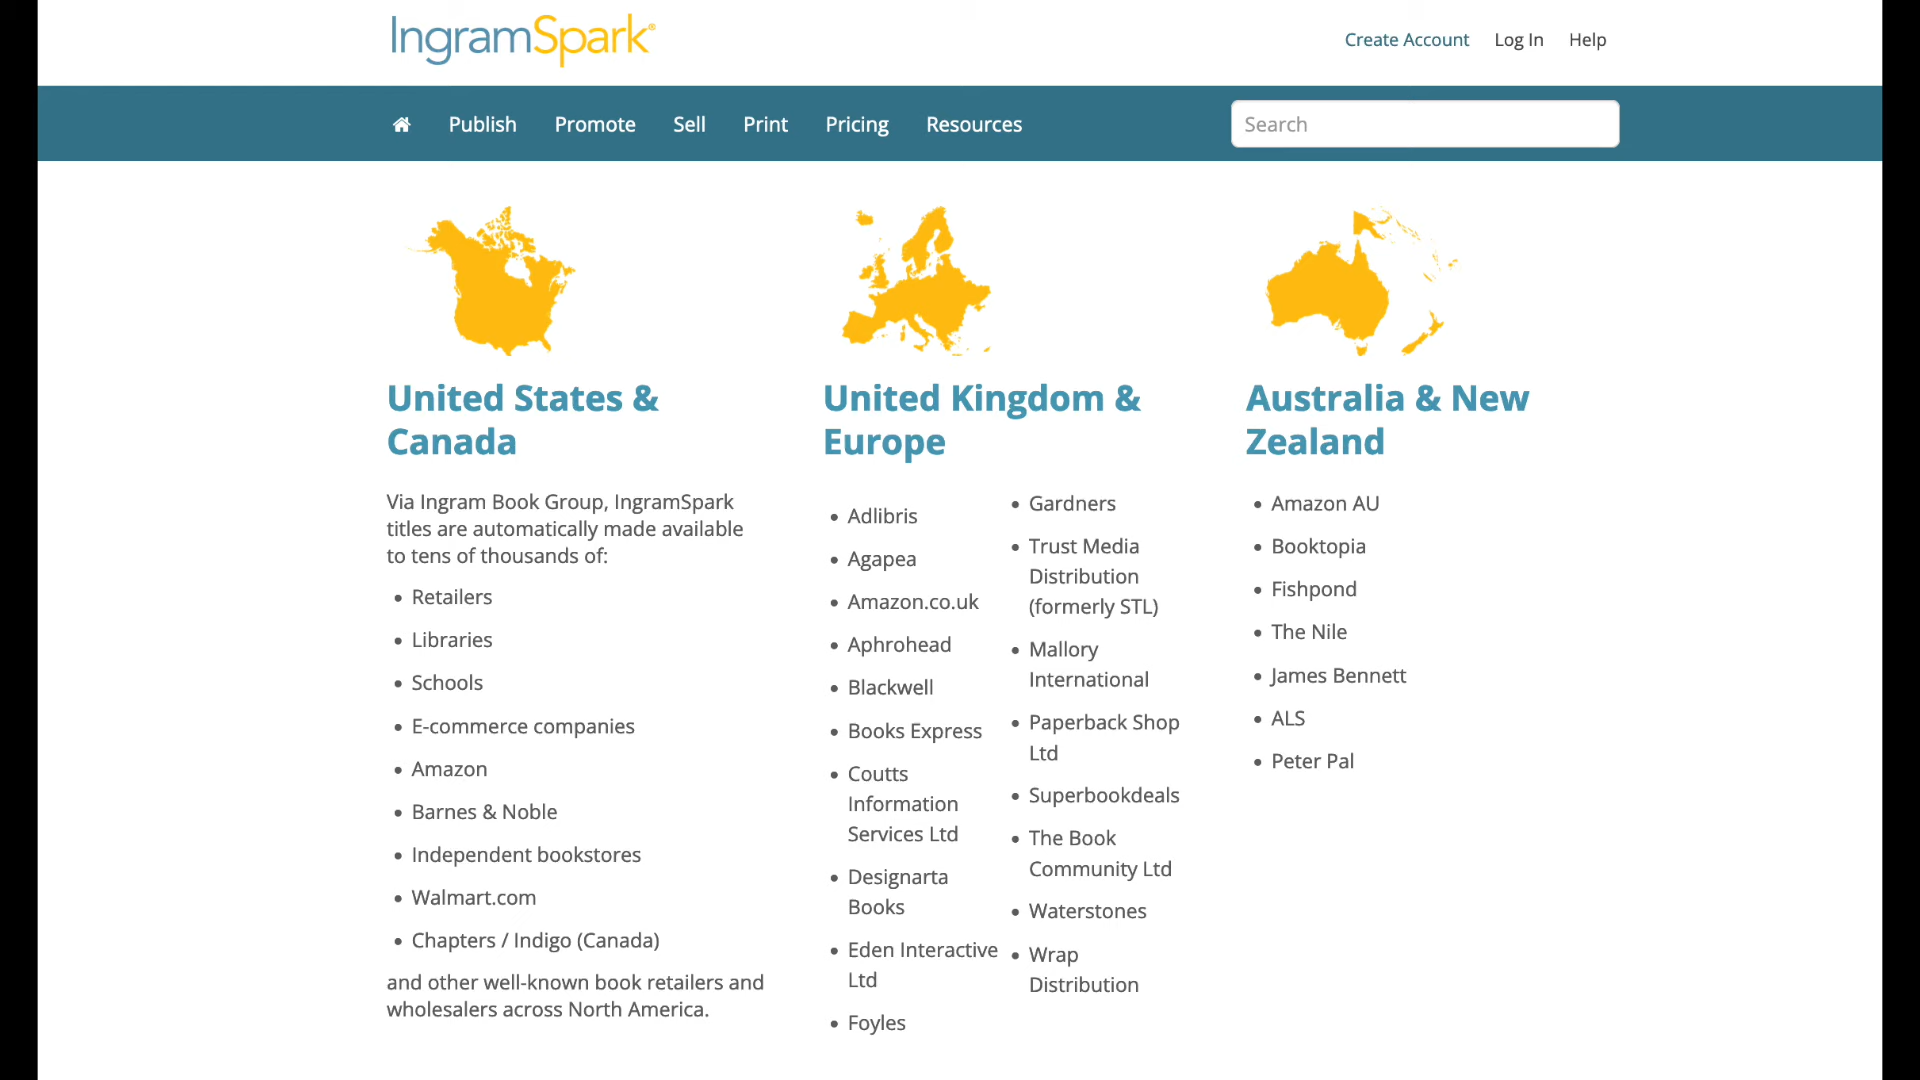 IngramSpark®
Create Account
Log In
Help
Publish
Promote
Sell
Print
Pricing
Resources
Search
United States &
Canada
Via Ingram Book Group, IngramSpark
titles are automatically made available
to tens of thousands of:
• Retailers
• Libraries
• Schools
• E-commerce companies
• Amazon
• Barnes & Noble
• Independent bookstores
• Walmart.com
• Chapters / Indigo (Canada)
and other well-known book retailers and
wholesalers across North America.
United Kingdom &
Europe
• Adlibris
• Agapea
• Amazon.co.uk
• Aphrohead
• Blackwell
• Books Express
• Coutts
Information
Services Ltd
• Designarta
Books
• Eden Interactive
Ltd
• Foyles
• Gardners
• Trust Media
Distribution
(formerly STL)
• Mallory
International
• Paperback Shop
Ltd
• Superbookdeals
• The Book
Community Ltd
• Waterstones
• Wrap
Distribution
Australia & New
Zealand
• Amazon AU
• Booktopia
• Fishpond
• The Nile
• James Bennett
• ALS
• Peter Pal